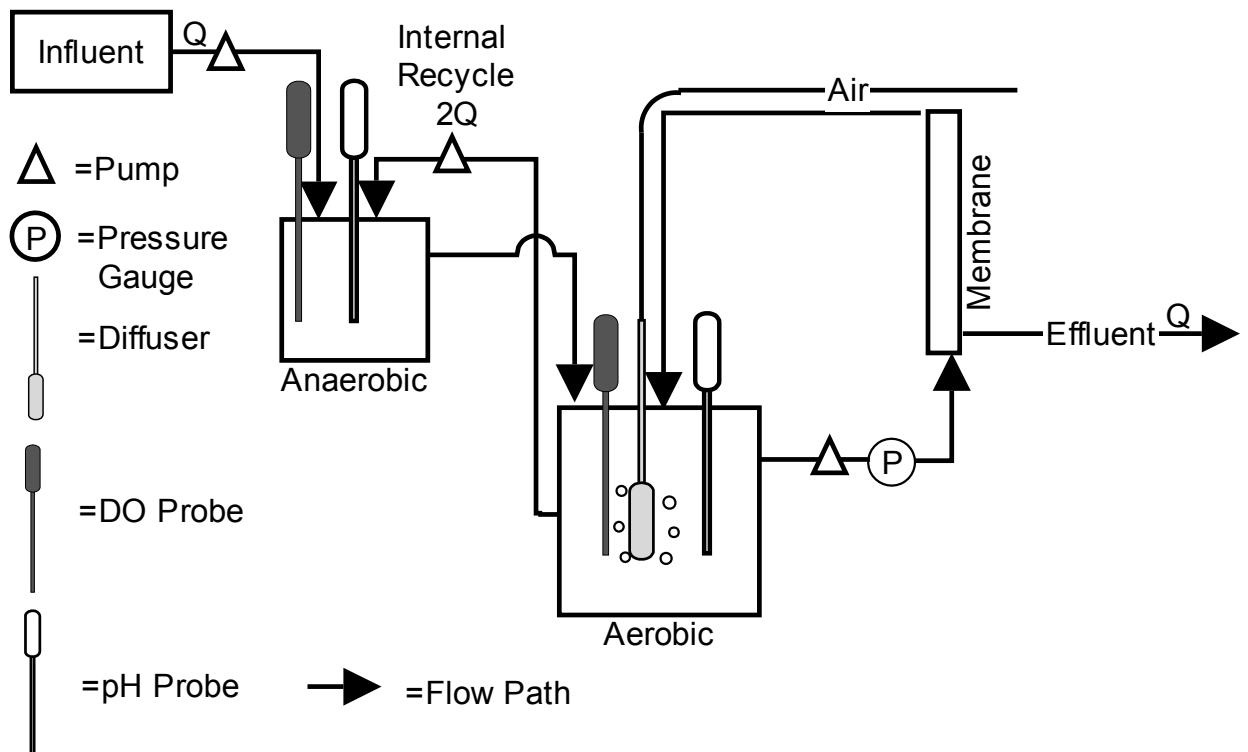 Influent
Q
Internal
Recycle
2Q
Air
=Pump
P
=Pressure
Gauge
Membrane
=Diffuser
Anaerobic
Effluent
Q
P
=DO Probe
Aerobic
=pH Probe
=Flow Path